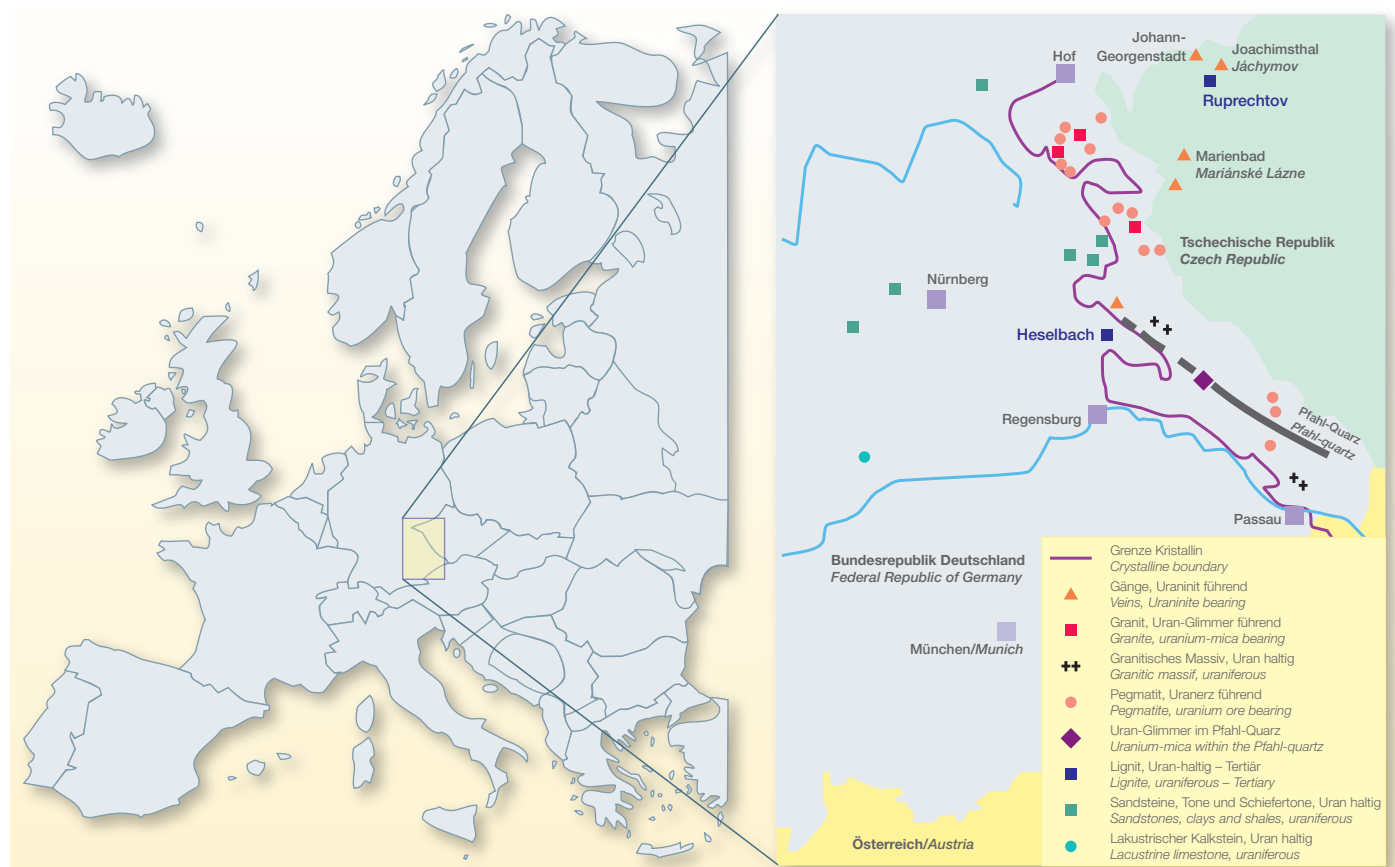 Johann-
Georgenstadt
Joachimsthal
Jáchymov
Hof
Ruprechtov
Marienbad
Mariánské Lázne
Tschechische Republik
Czech Republic
Nürnberg
Heselbach
Regensburg
Pfahl-Quarz
Pfahl-quartz
Passau
Bundesrepublik Deutschland
Federal Republic of Germany
München/Munich
Österreich/Austria
Grenze Kristallin
Crystalline boundary
Gänge, Uraninit führend
Veins, Uraninite bearing
Granit, Uran-Glimmer führend
Granite, uranium-mica bearing
Granitisches Massiv, Uran haltig
Granitic massif, uraniferous
Pegmatit, Uranerz führend
Pegmatite, uranium ore bearing
Uran-Glimmer im Pfahl-Quarz
Uranium-mica within the Pfahl-quartz
Lignit, Uran-haltig – Tertiär
Lignite, uraniferous – Tertiary
Sandsteine, Tone und Schiefertone, Uran haltig
Sandstones, clays and shales, uraniferous
Lakustrischer Kalkstein, Uran haltig
Lacustrine limestone, uraniferous